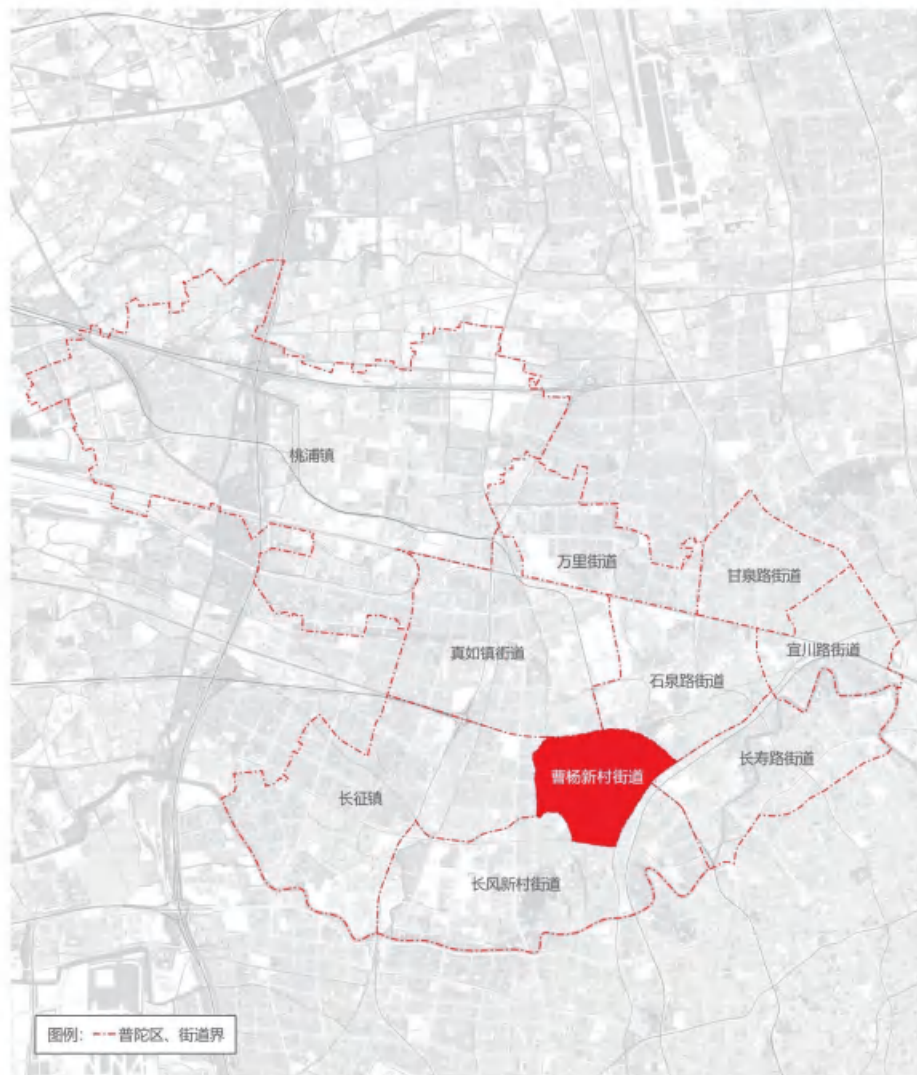 桃浦镇
万里街道
甘泉路街道
真如镇街道
宜川路街道
石泉路街道
长寿路街道
曹杨新村街道
长征镇
长风新村街道
图例： 普陀区、街道界